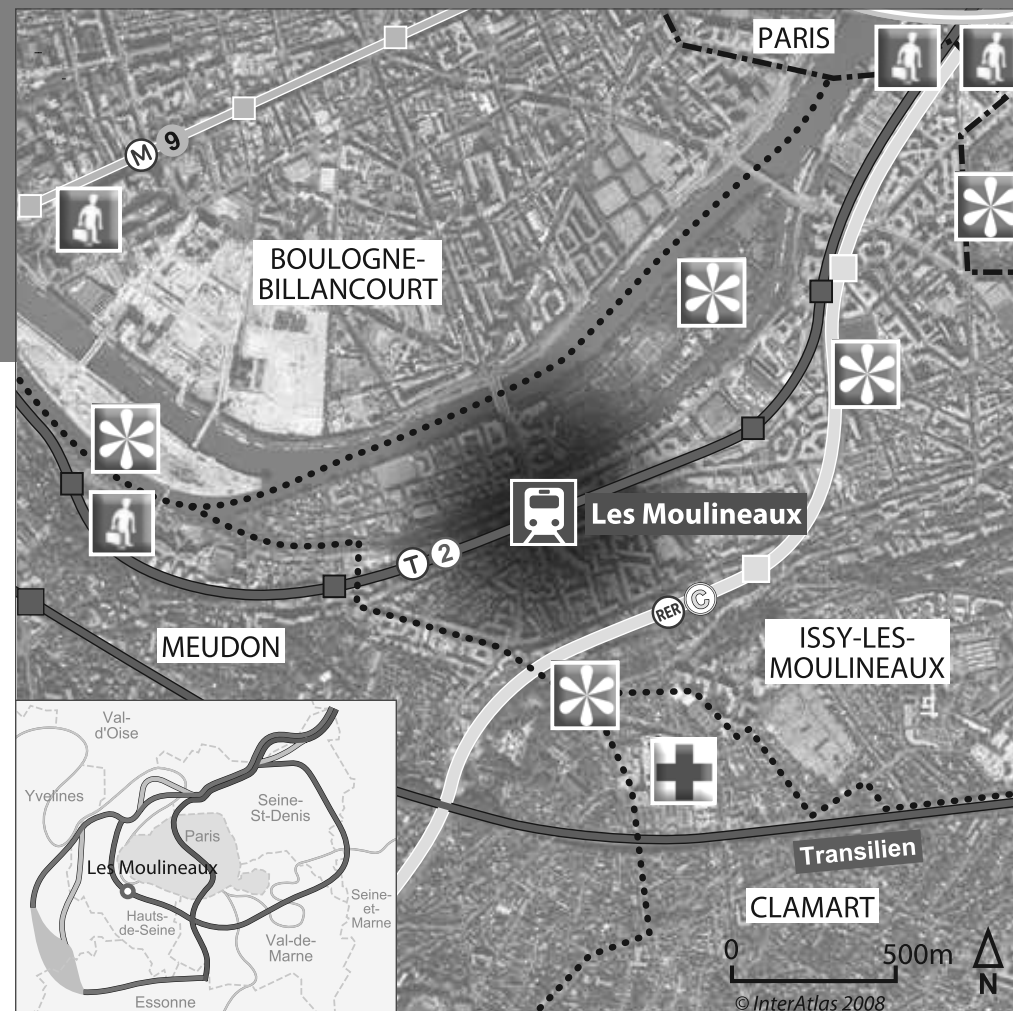 PARIS
M 9
BOULOGNE-
BILLANCOURT
Les Moulineaux
T 2
RER C
MEUDON
ISSY-LES-
MOULINEAUX
Transilien
CLAMART
0 500m
N
© InterAtlas 2008
Val-
d'Oise
Yvelines
Seine-
St-Denis
Paris
Les Moulineaux
Hauts-
de-Seine
Seine-
et-
Marne
Val-de-
Marne
Essonne